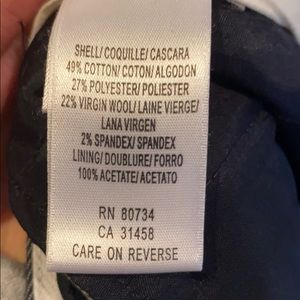 SHELL/COQUILLE/CASCARA
49% COTTON/COTON/ALGODON
27% POLYESTER/POLIESTER
22% VIRGIN WOOL/LAINE VIERGE/
LANA VIRGEN
2% SPANDEX/SPANDEX
LINING/DOUBLURE/FORRO
100% ACETATE/ACETATO
RN 80734
CA 31458
CARE ON REVERSE